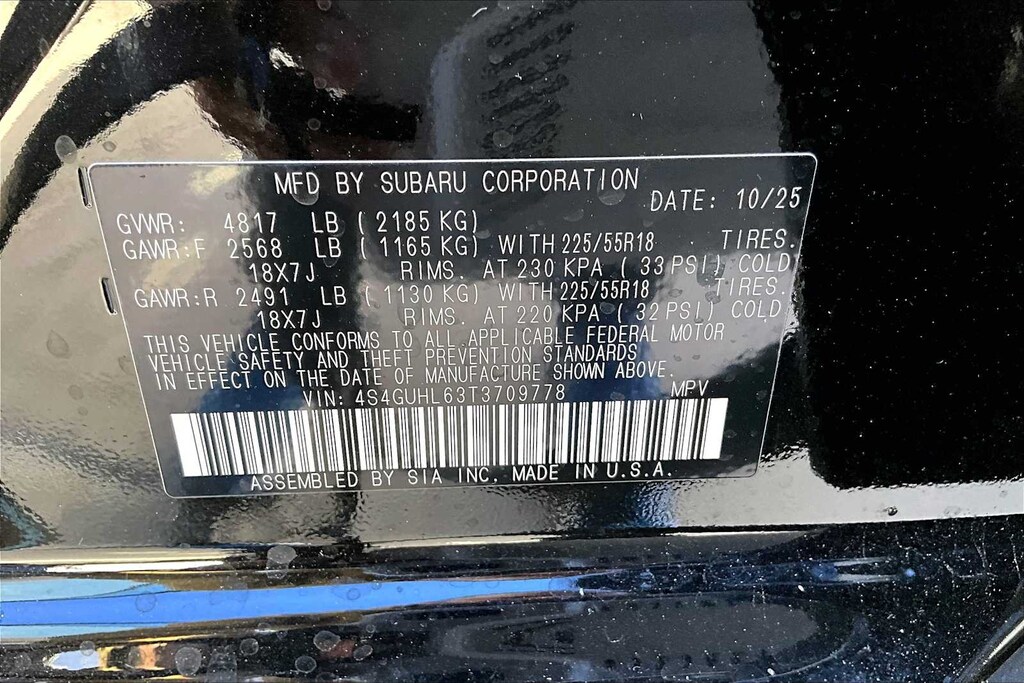 MFD BY SUBARU CORPORATION
DATE: 10/25
GVWR: 4817 LB ( 2185 KG)
GAWR:F 2568 LB ( 1165 KG) WITH 225/55R18 TIRES.
18X7J RIMS. AT 230 KPA ( 33 PSI) COLD
GAWR:R 2491 LB ( 1130 KG) WITH 225/55R18 TIRES.
18X7J RIMS. AT 220 KPA ( 32 PSI) COLD
THIS VEHICLE CONFORMS TO ALL APPLICABLE FEDERAL MOTOR
VEHICLE SAFETY AND THEFT PREVENTION STANDARDS
IN EFFECT ON THE DATE OF MANUFACTURE SHOWN ABOVE.
VIN: 4S4GUHL63T3709778 MPV
ASSEMBLED BY SIA INC. MADE IN U.S.A.